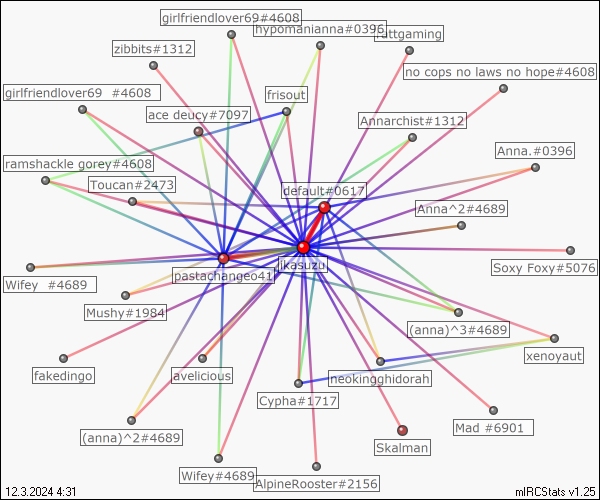 girlfriendlover69#4608
hypomanianna#0396
ruttgaming
zibbits#1312
no cops no laws no hope#4608
girlfriendlover69  #4608
frisout
ace deucy#7097
Annarchist#1312
Anna.#0396
ramshackle gorey#4608
Toucan#2473
default#0617
Anna^2#4689
pastachangeo41
jikasuzu
Soxy Foxy#5076
Wifey  #4689
Mushy#1984
(anna)^3#4689
xenoyaut
fakedingo
avelicious
neokingghidorah
Cypha#1717
Mad #6901
(anna)^2#4689
Skalman
Wifey#4689
AlpineRooster#2156
12.3.2024 4:31
mIRCStats v1.25